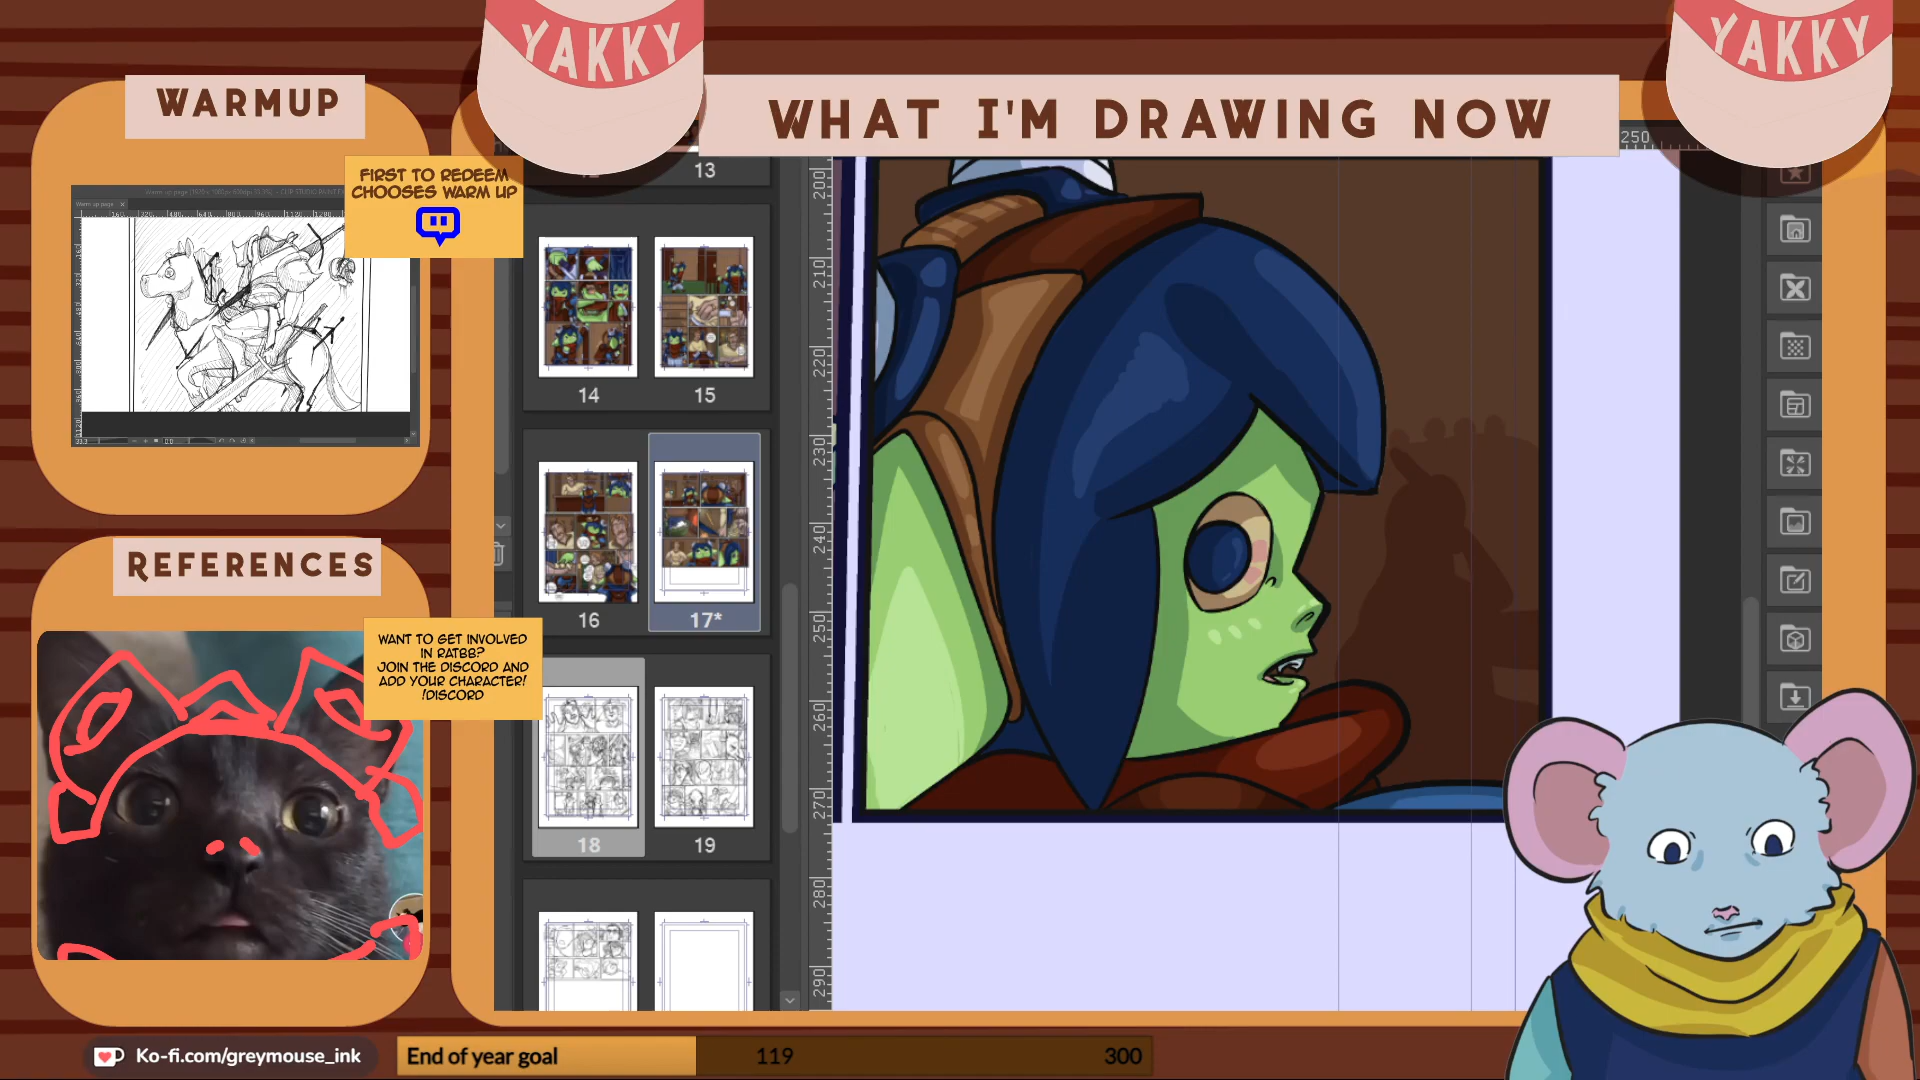 YAKKY
YAKKY
WARMUP
WHAT I'M DRAWING NOW
FIRST TO REDEEM
CHOOSES WARM UP
REFERENCES
WANT TO GET INVOLVED
IN RATBB?
JOIN THE DISCORD AND
ADD YOUR CHARACTER!
!DISCORD
13
14
15
16
17*
18
19
250
200
210
220
230
240
250
260
270
280
290
Ko-fi.com/greymouse_ink
End of year goal
119
300